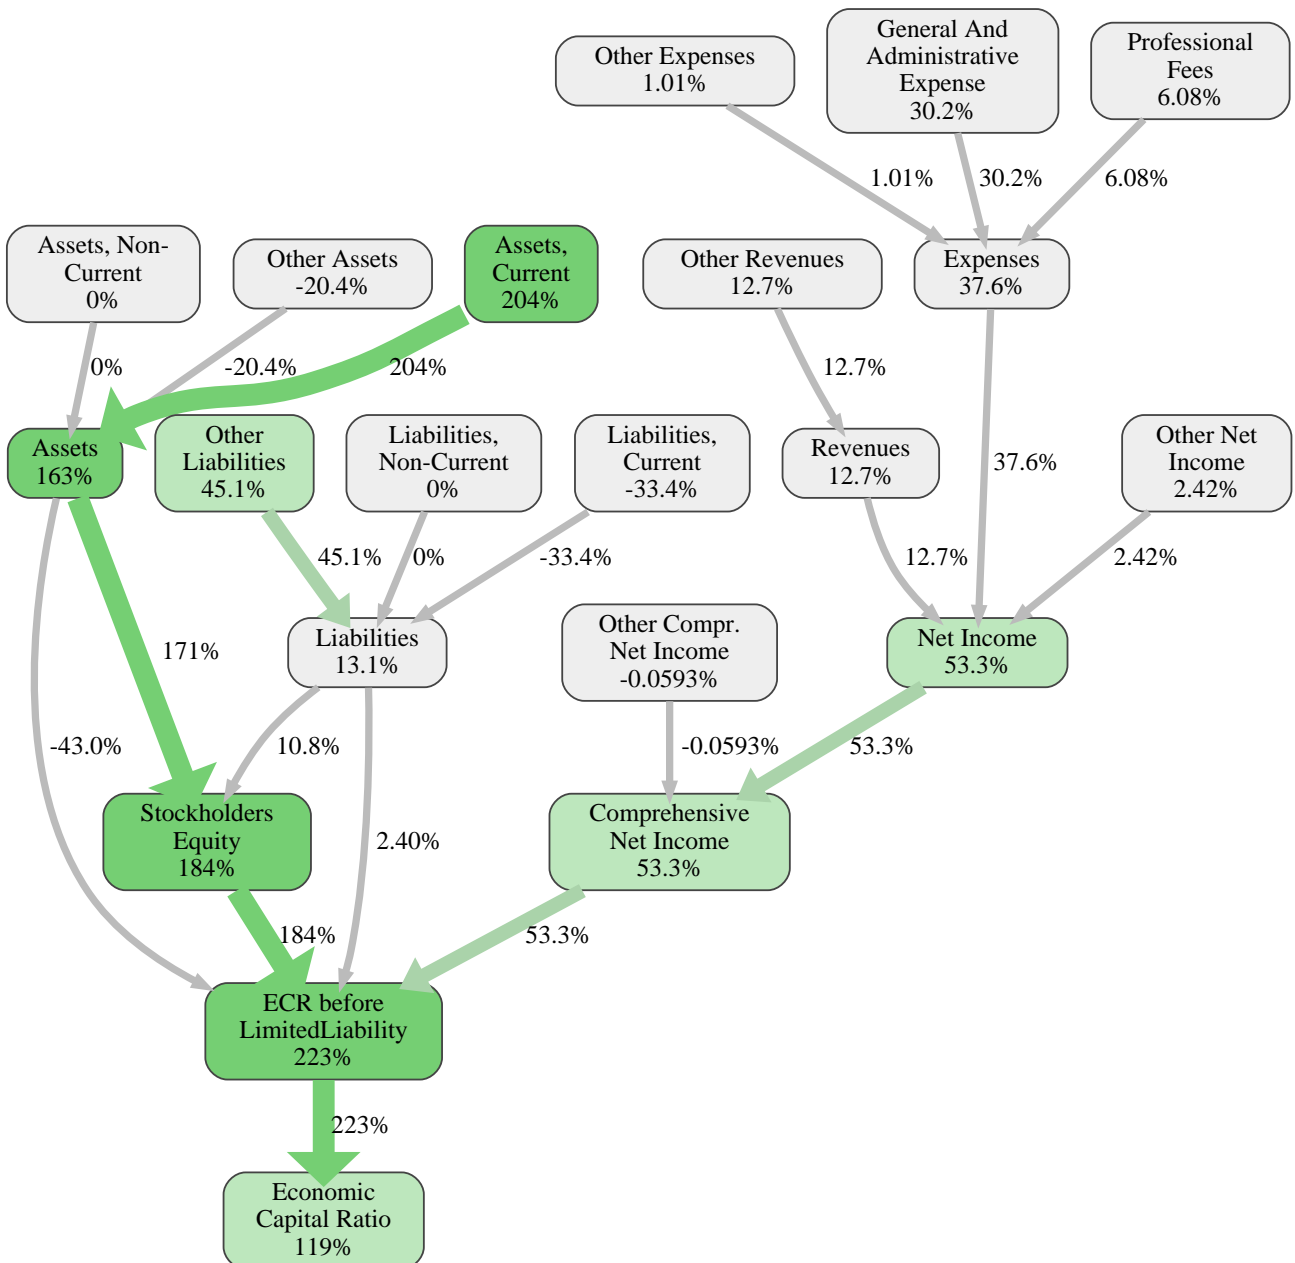 Other Expenses
1.01%
General And
Administrative
Expense
30.2%
Professional
Fees
6.08%
1.01%
30.2%
6.08%
Assets, Non-
Current
0%
Other Assets
-20.4%
Assets,
Current
204%
Other Revenues
12.7%
Expenses
37.6%
0%
-20.4%
204%
12.7%
Assets
163%
Other
Liabilities
45.1%
Liabilities,
Non-Current
0%
Liabilities,
Current
-33.4%
Revenues
12.7%
37.6%
Other Net
Income
2.42%
45.1%
0%
-33.4%
12.7%
2.42%
171%
Liabilities
13.1%
Other Compr.
Net Income
-0.0593%
Net Income
53.3%
-43.0%
10.8%
-0.0593%
53.3%
Stockholders
Equity
184%
2.40%
Comprehensive
Net Income
53.3%
184%
53.3%
ECR before
LimitedLiability
223%
223%
Economic
Capital Ratio
119%